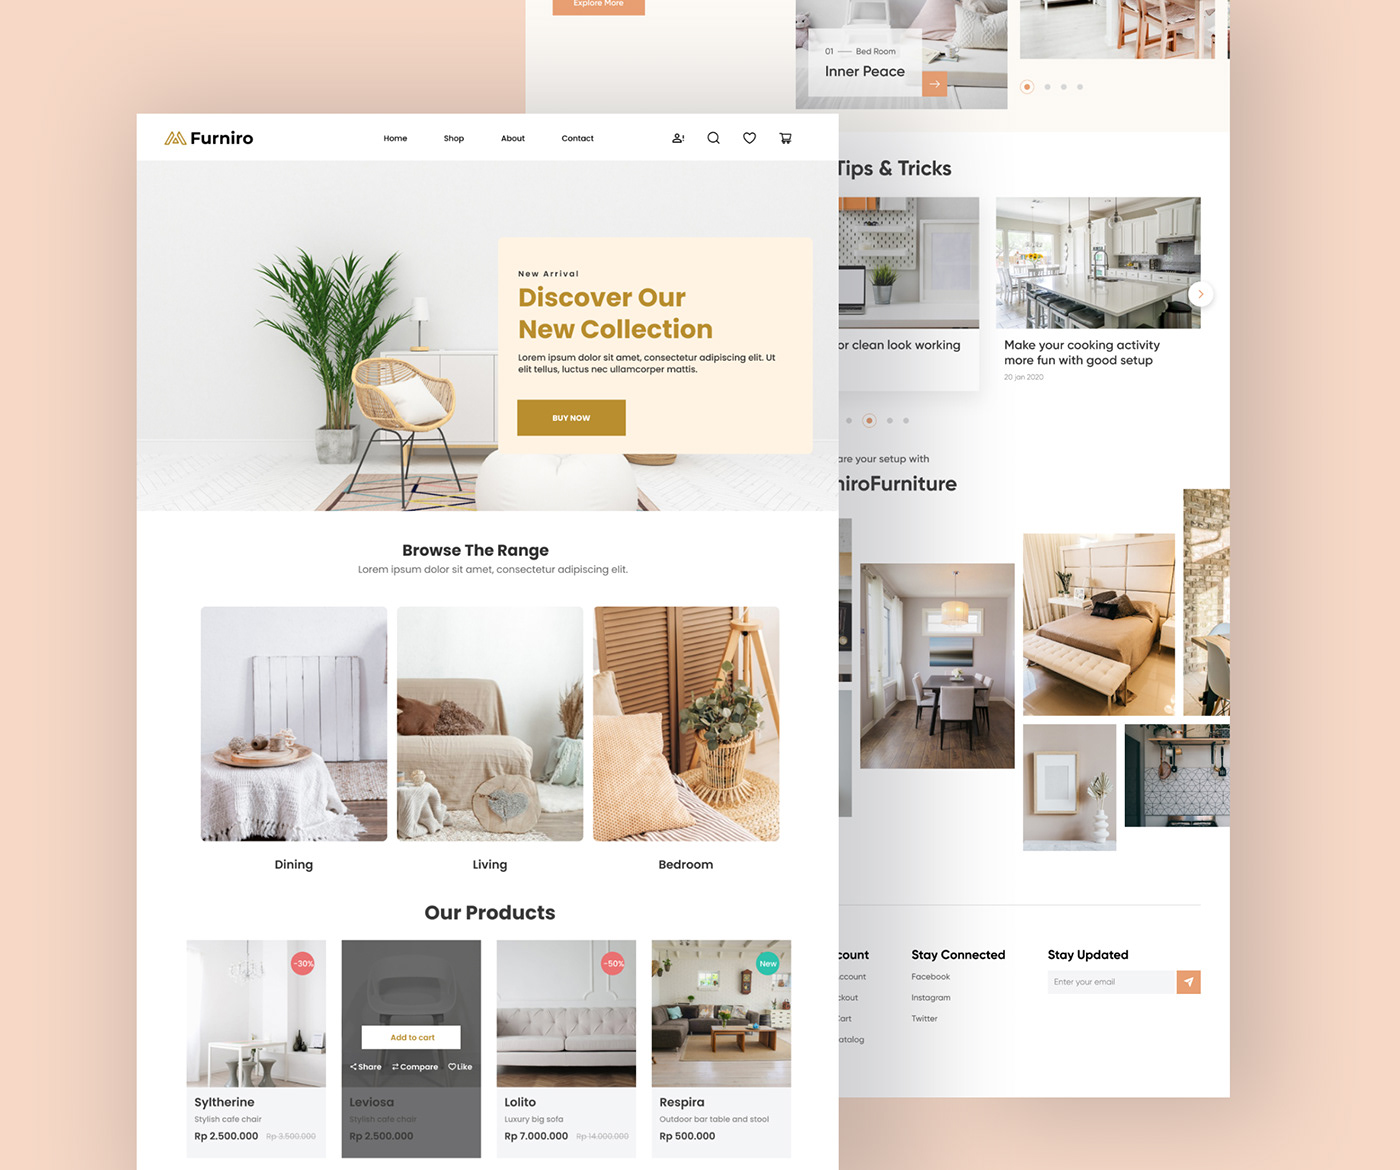 Explore More
01
Bed Room
Inner Peace
Furniro
Home
Shop
About
Contact
New Arrival
Discover Our
New Collection
Lorem ipsum dolor sit amet, consectetur adipiscing elit. Ut
elit tellus, luctus nec ullamcorper mattis.
BUY NOW
Browse The Range
Lorem ipsum dolor sit amet, consectetur adipiscing elit.
Dining
Living
Bedroom
Our Products
-30%
Syltherine
Stylish cafe chair
Rp 2.500.000
Rp 3.500.000
Add to cart
Share
Compare
Like
Leviosa
Stylish cafe chair
Rp 2.500.000
-50%
Lolito
Luxury big sofa
Rp 7.000.000
Rp 14.000.000
New
Respira
Outdoor bar table and stool
Rp 500.000
Tips & Tricks
or clean look working
Make your cooking activity
more fun with good setup
20 jan 2020
are your setup with
niroFurniture
count
ccount
ckout
Cart
atalog
Stay Connected
Facebook
Instagram
Twitter
Stay Updated
Enter your email